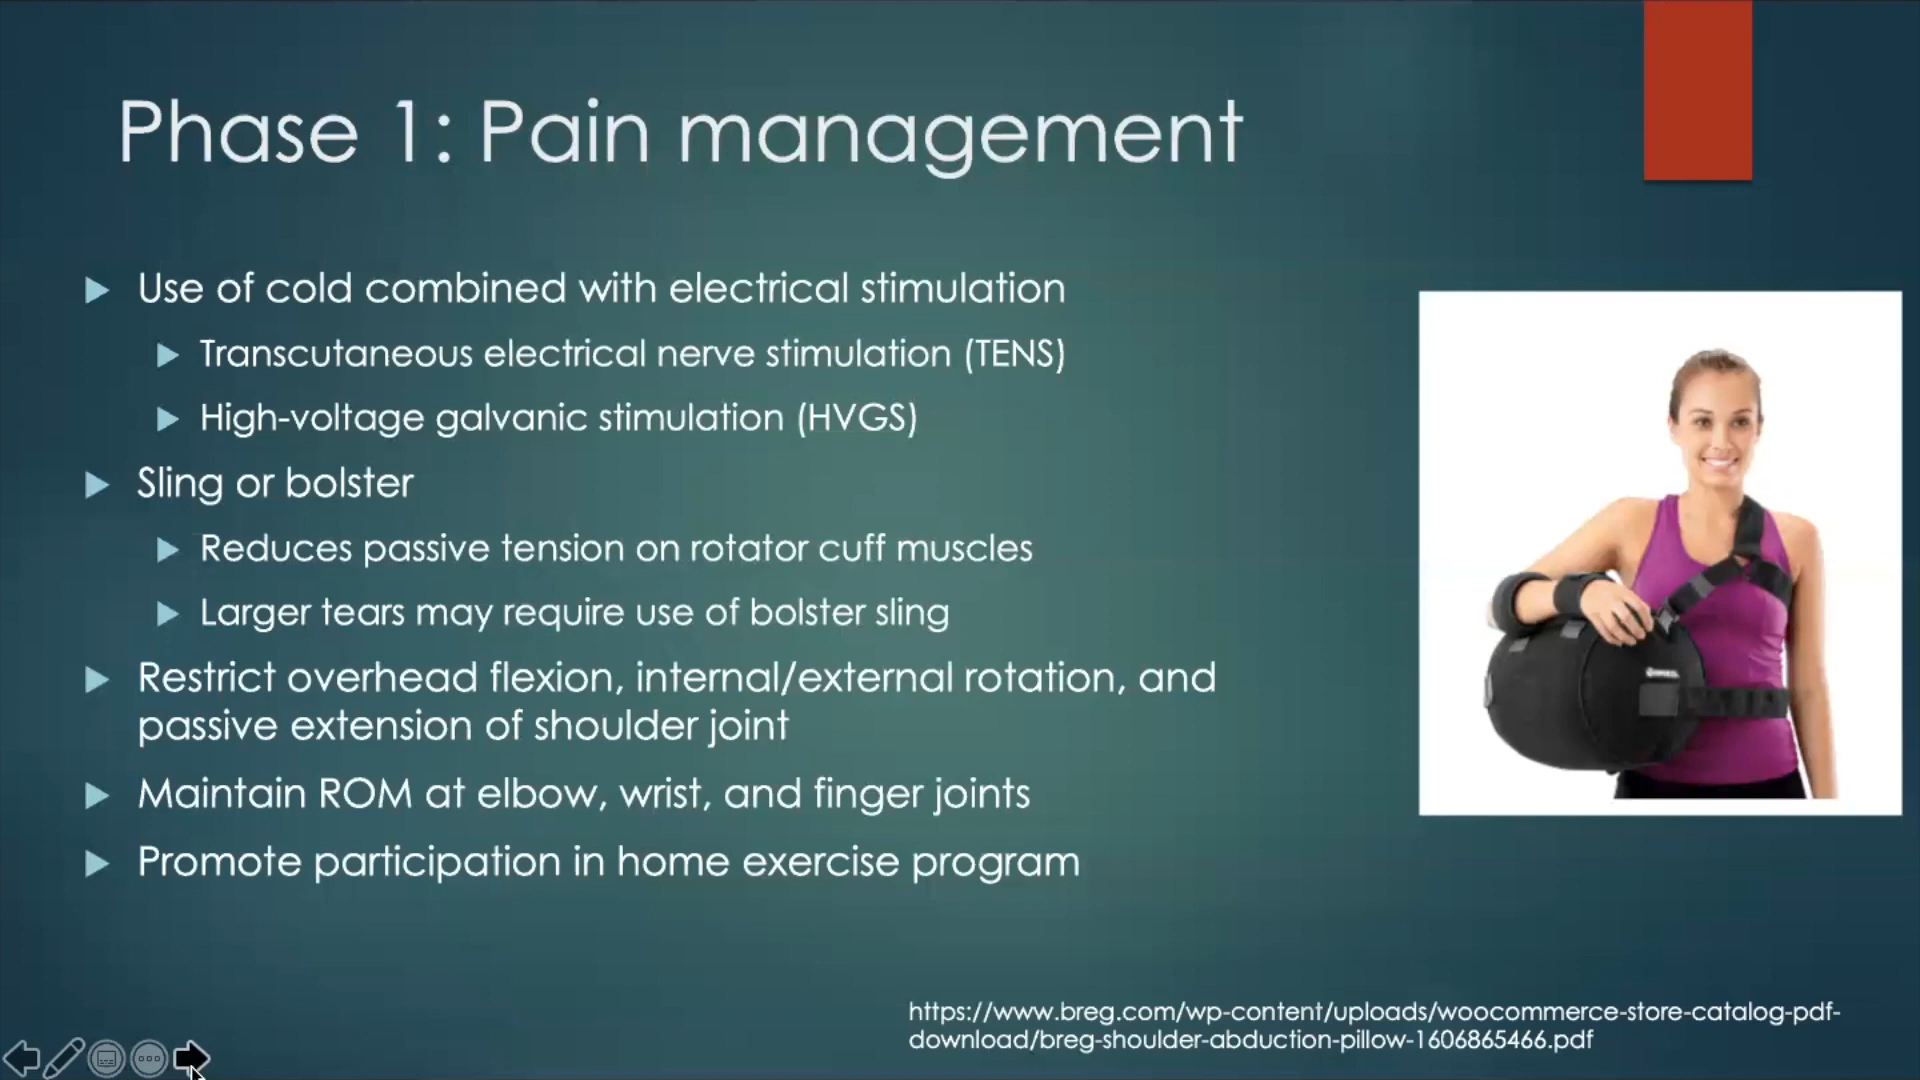 Phase 1: Pain management
Use of cold combined with electrical stimulation
Transcutaneous electrical nerve stimulation (TENS)
High-voltage galvanic stimulation (HVGS)
Sling or bolster
Reduces passive tension on rotator cuff muscles
Larger tears may require use of bolster sling
Restrict overhead flexion, internal/external rotation, and
passive extension of shoulder joint
Maintain ROM at elbow, wrist, and finger joints
Promote participation in home exercise program
https://www.breg.com/wp-content/uploads/woocommerce-store-catalog-pdf-
download/breg-shoulder-abduction-pillow-1606865466.pdf